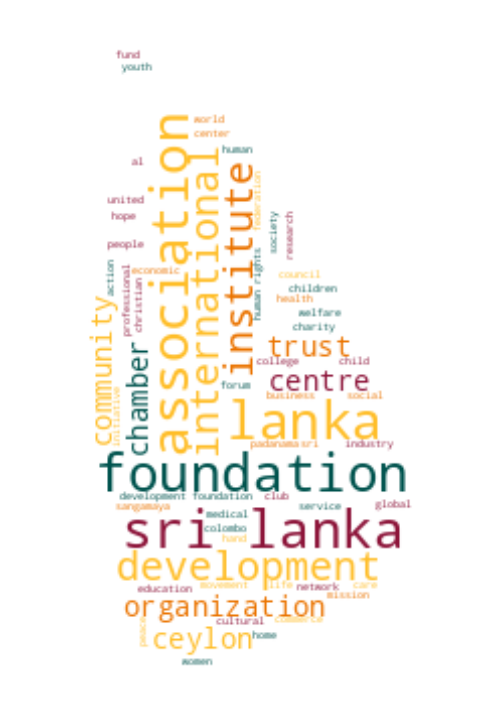 fund
youth
world
center
association
international
human
al
institute
federation
united
hope
society
research
people
human rights
action
economic
professional
christian
council
children
health
community
welfare
charity
trust
chamber
college
child
centre
forum
initiative
business
social
lanka
padanama
sri
industry
foundation
development foundation
club
sangamaya
service
global
medical
sri lanka
colombo
hand
development
education
movement
life
network
care
mission
organization
cultural
commerce
peace
ceylon
home
women